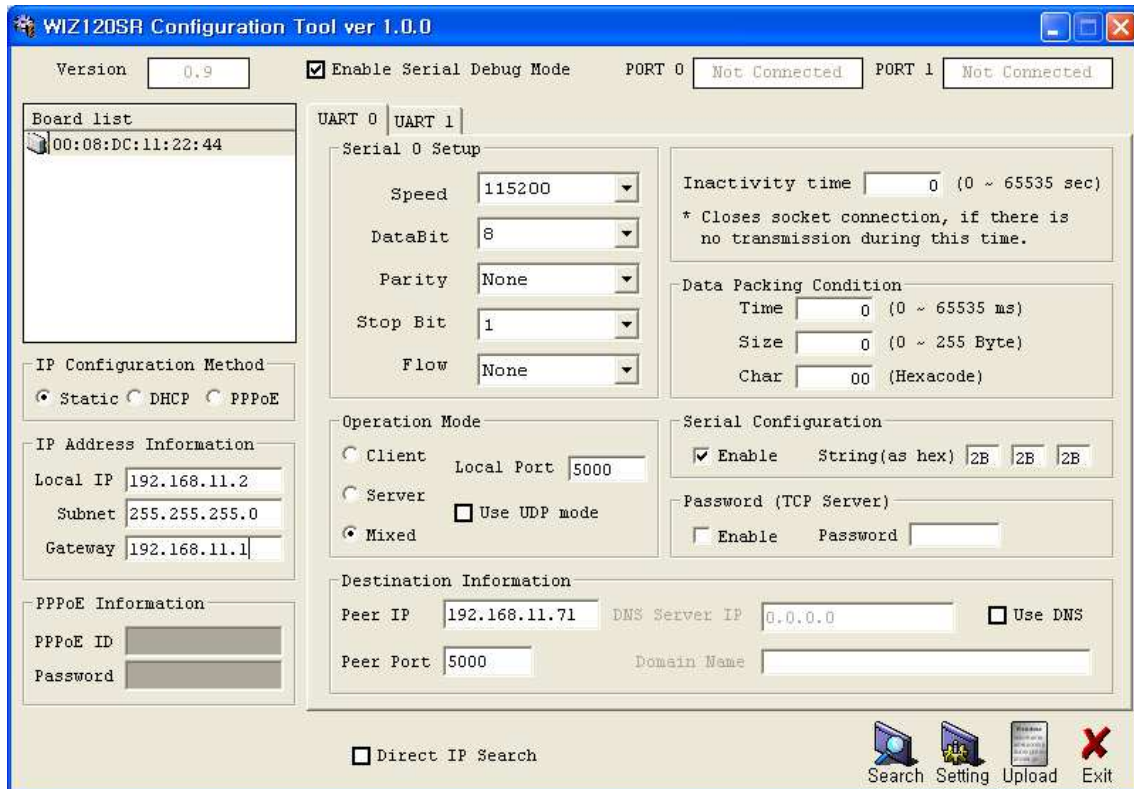 WIZ120SR Configuration Tool ver 1.0.0
Version 0.9
Enable Serial Debug Mode
PORT 0 Not Connected
PORT 1 Not Connected
Board list
00:08:DC:11:22:44
IP Configuration Method
Static DHCP PPPoE
IP Address Information
Local IP 192.168.11.2
Subnet 255.255.255.0
Gateway 192.168.11.1
PPPoE Information
PPPoE ID
Password
UART 0 UART 1
Serial 0 Setup
Speed 115200
DataBit 8
Parity None
Stop Bit 1
Flow None
Inactivity time 0 (0 ~ 65535 sec)
* Closes socket connection, if there is
no transmission during this time.
Data Packing Condition
Time 0 (0 ~ 65535 ms)
Size 0 (0 ~ 255 Byte)
Char 00 (Hexacode)
Operation Mode
Client
Server
Mixed
Local Port 5000
Use UDP mode
Serial Configuration
Enable String(as hex) 2B 2B 2B
Password (TCP Server)
Enable Password
Destination Information
Peer IP 192.168.11.71 DNS Server IP 0.0.0.0 Use DNS
Peer Port 5000 Domain Name
Direct IP Search
Search Setting Upload Exit